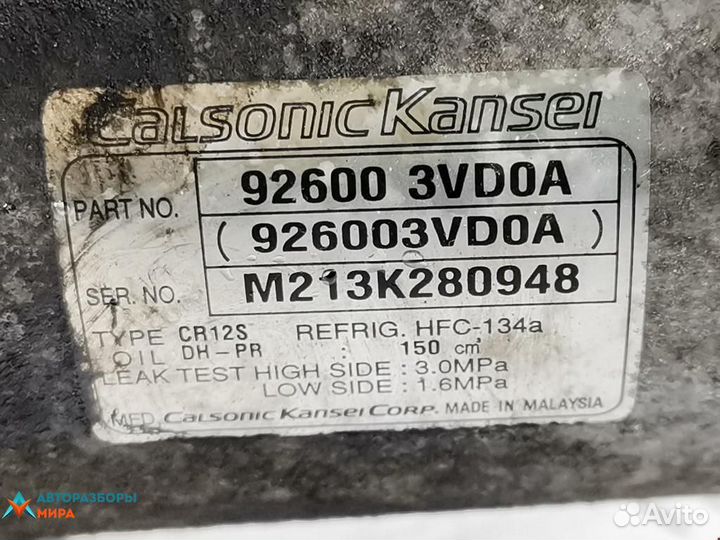 Calsonic Kansei
PART NO. 92600 3VD0A
( 926003VD0A )
SER. NO. M213K280948
TYPE CR12S REFRIG. HFC-134a
OIL DH-PR : 150 cm³
LEAK TEST HIGH SIDE : 3.0MPa
LOW SIDE : 1.6MPa
MFD. Calsonic Kansei Corp. MADE IN MALAYSIA
АВТОРАЗБОРЫ
МИРА
Avito